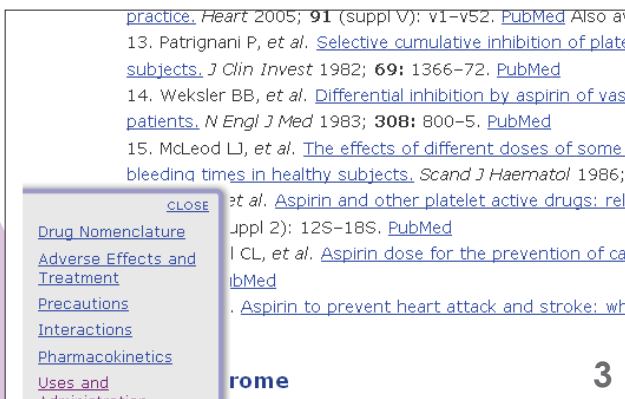 practice. Heart 2005; 91 (suppl V): v1–v52. PubMed Also av
13. Patrignani P, et al. Selective cumulative inhibition of plate
subjects. J Clin Invest 1982; 69: 1366–72. PubMed
14. Weksler BB, et al. Differential inhibition by aspirin of vas
patients. N Engl J Med 1983; 308: 800–5. PubMed
15. McLeod LJ, et al. The effects of different doses of some
bleeding times in healthy subjects. Scand J Haematol 1986;
et al. Aspirin and other platelet active drugs: rel
uppl 2): 12S–18S. PubMed
l CL, et al. Aspirin dose for the prevention of ca
ubMed
. Aspirin to prevent heart attack and stroke: wh
rome
3
CLOSE
Drug Nomenclature
Adverse Effects and
Treatment
Precautions
Interactions
Pharmacokinetics
Uses and
Administration